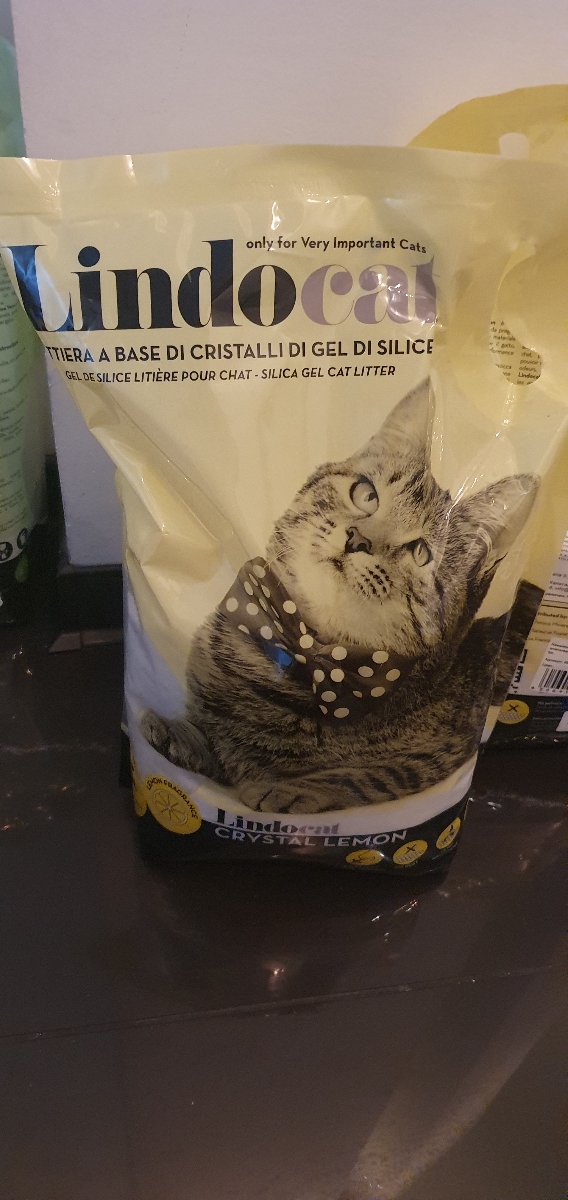 only for Very Important Cats
Lindocat
TTIERA A BASE DI CRISTALLI DI GEL DI SILICE
GEL DE SILICE LITIÈRE POUR CHAT - SILICA GEL CAT LITTER
FRAGRANCE
Lindocat
CRYSTAL LEMON